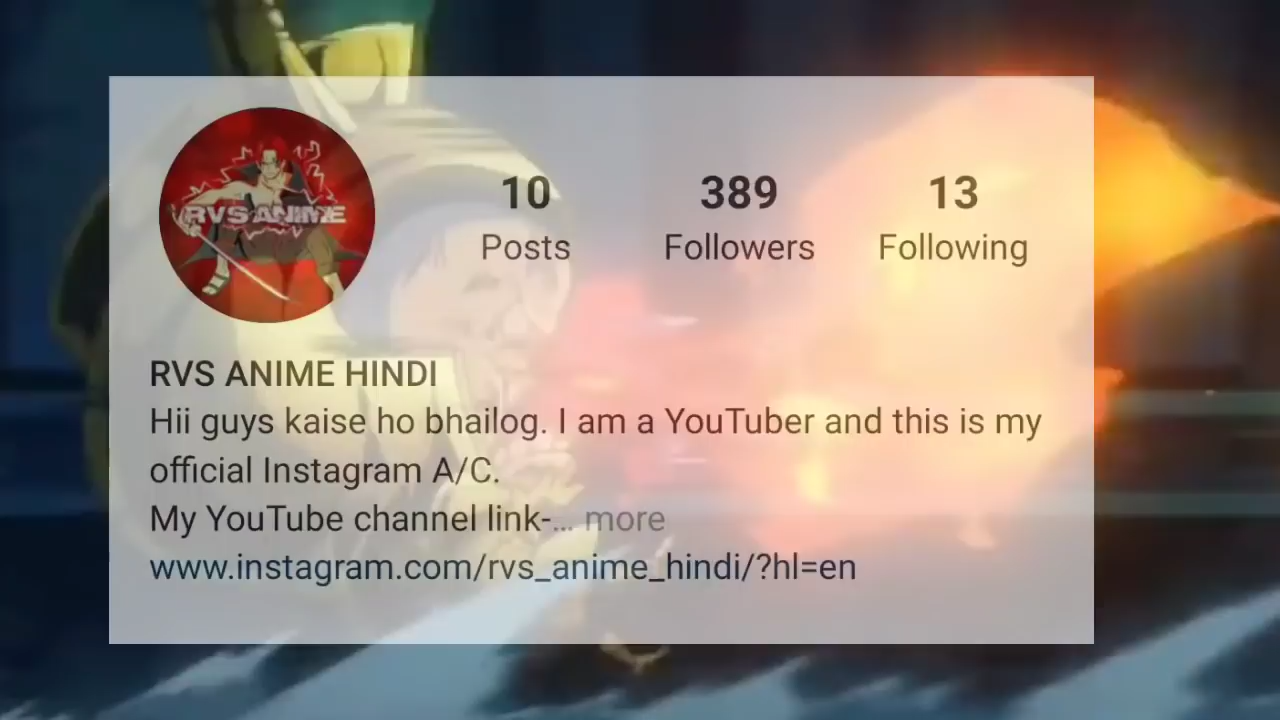 RVS ANIME
10 389 13
Posts Followers Following
RVS ANIME HINDI
Hii guys kaise ho bhailog. I am a YouTuber and this is my
official Instagram A/C.
My YouTube channel link-... more
www.instagram.com/rvs_anime_hindi/?hl=en